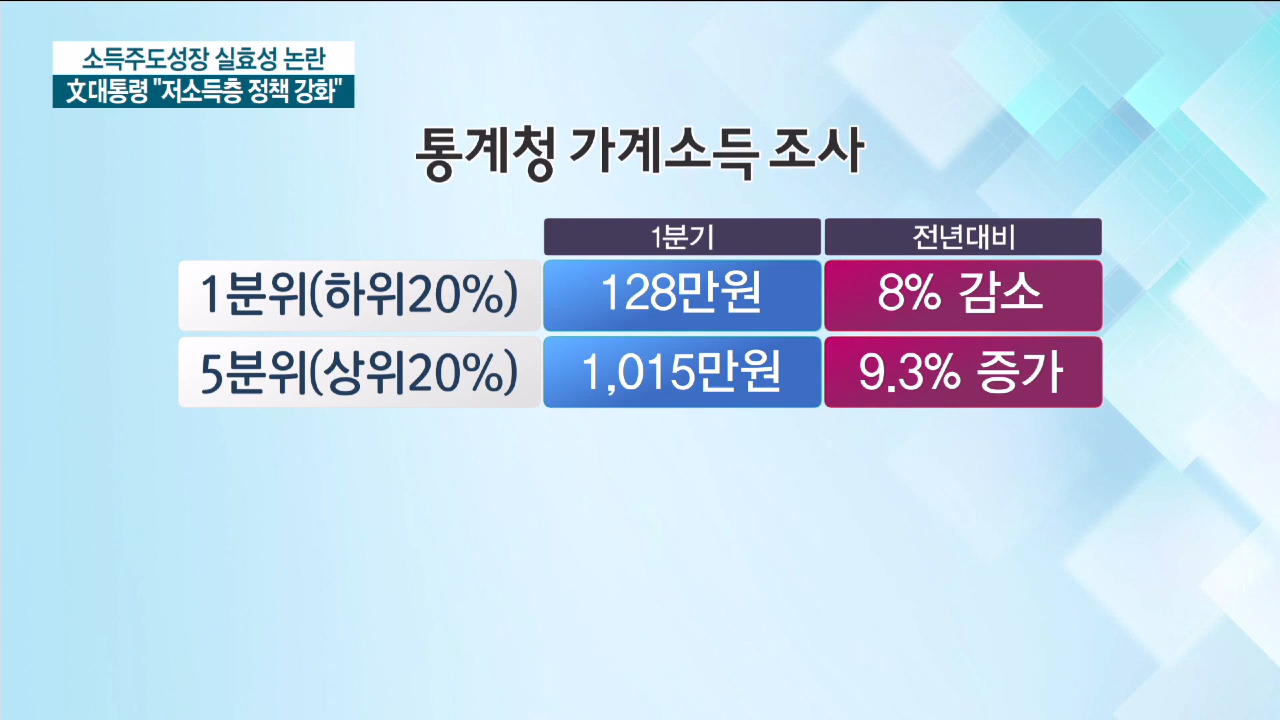 소득주도성장 실효성 논란
文대통령 "저소득층 정책 강화"
통계청 가계소득 조사
1분기 전년대비
1분위(하위20%) 128만원 8% 감소
5분위(상위20%) 1,015만원 9.3% 증가